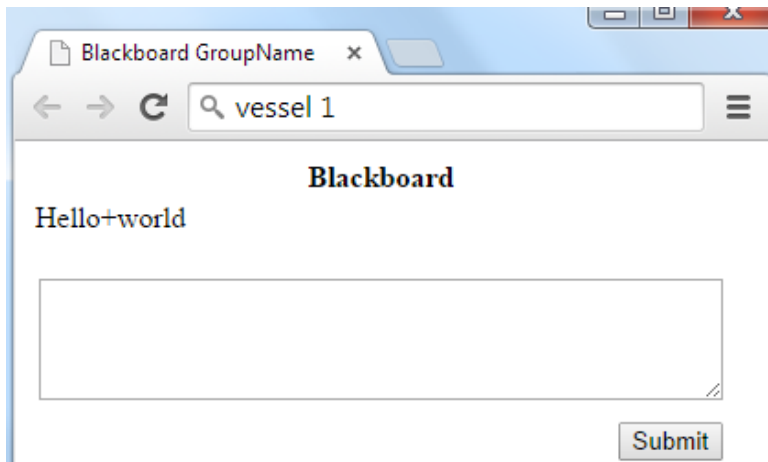 Blackboard GroupName
vessel 1
Blackboard
Hello+world
Submit